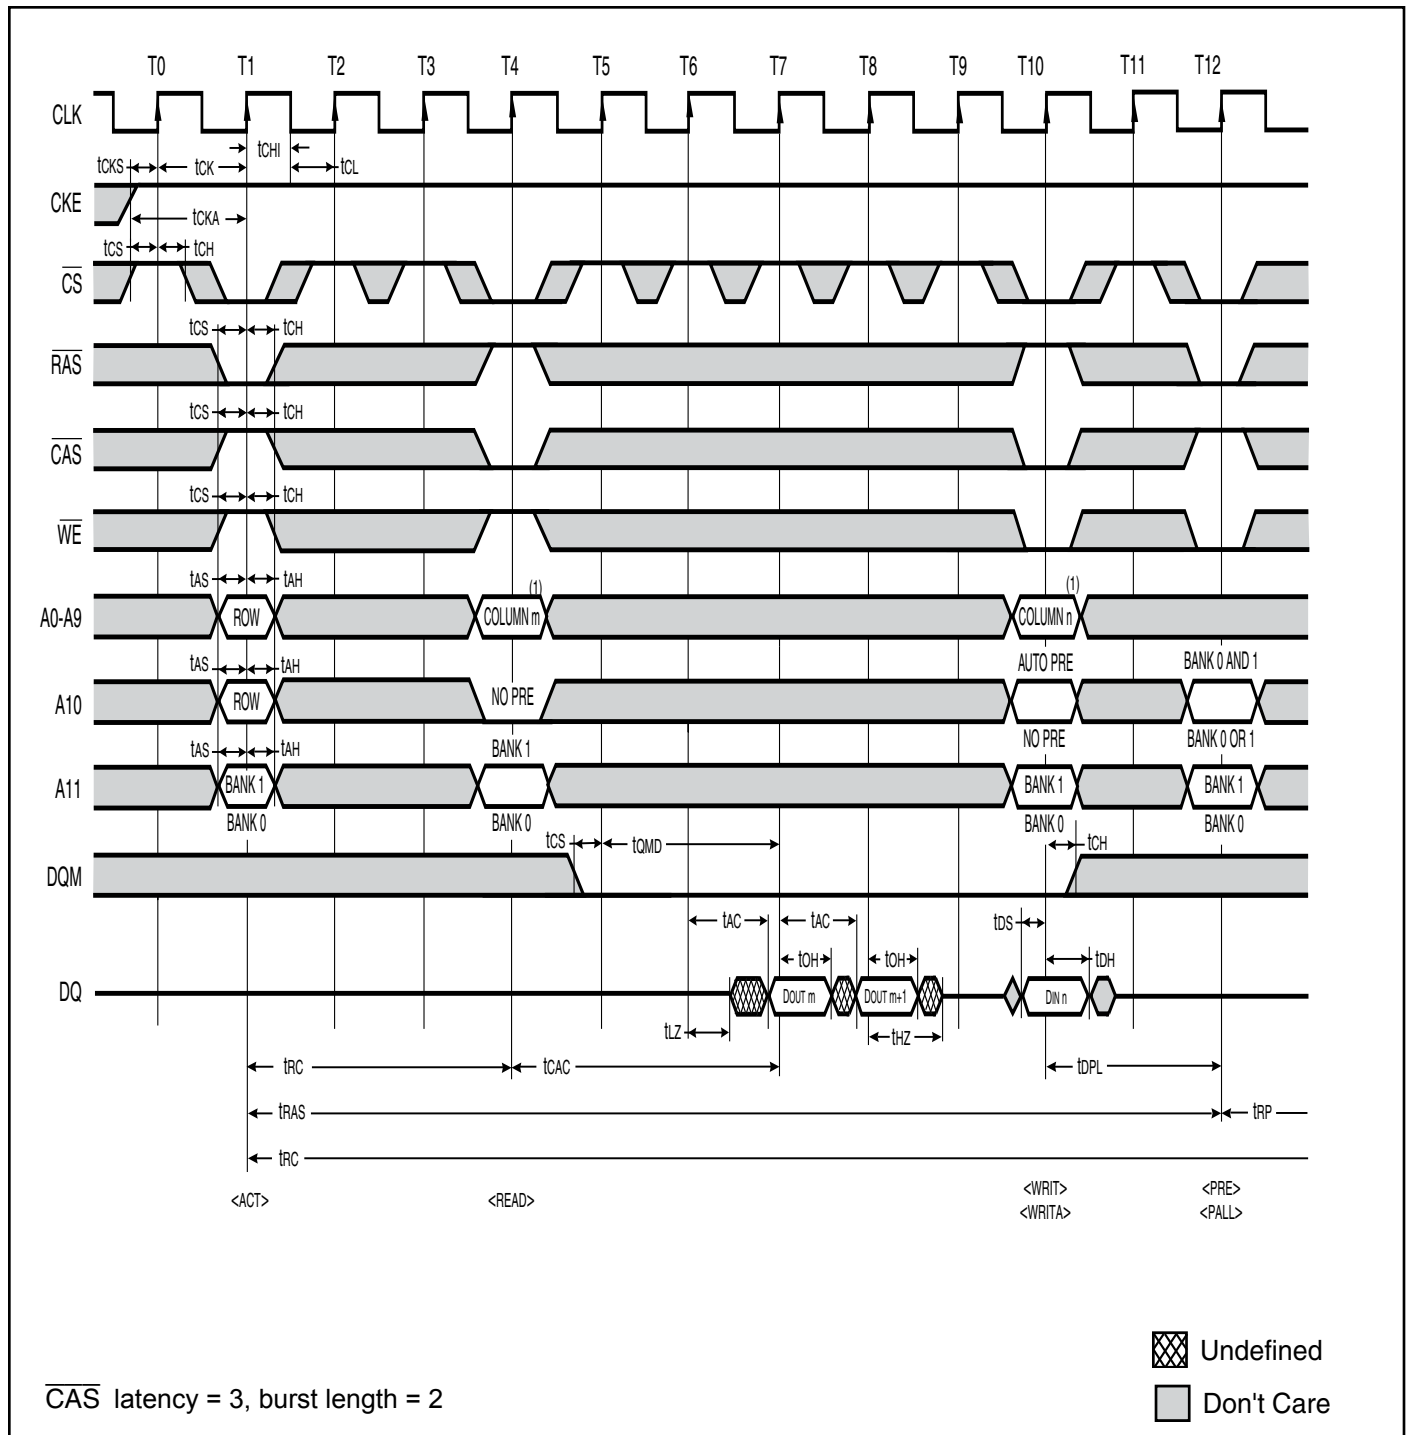 T0 T1 T2 T3 T4 T5 T6 T7 T8 T9 T10 T11 T12
CLK
tCHI
tCKS tCK tCL
CKE
tCKA
tCS tCH
CS
tCS tCH
RAS
tCS tCH
CAS
tCS tCH
WE
tAS tAH
(1) (1)
A0-A9 ROW COLUMN m COLUMN n
tAS tAH AUTO PRE BANK 0 AND 1
A10 ROW NO PRE
tAS tAH BANK 1 NO PRE BANK 0 OR 1
A11 BANK 1 BANK 1 BANK 1
BANK 0 BANK 0 BANK 0 BANK 0
tCS tQMD tCH
DQM
tAC tAC tDS
tOH tOH tDH
DQ DOUT m DOUT m+1 DIN n
tLZ tHZ
tRC tCAC tDPL
tRAS tRP
tRC
<ACT> <READ> <WRIT> <PRE>
<WRITA> <PALL>
Undefined
CAS latency = 3, burst length = 2
Don't Care